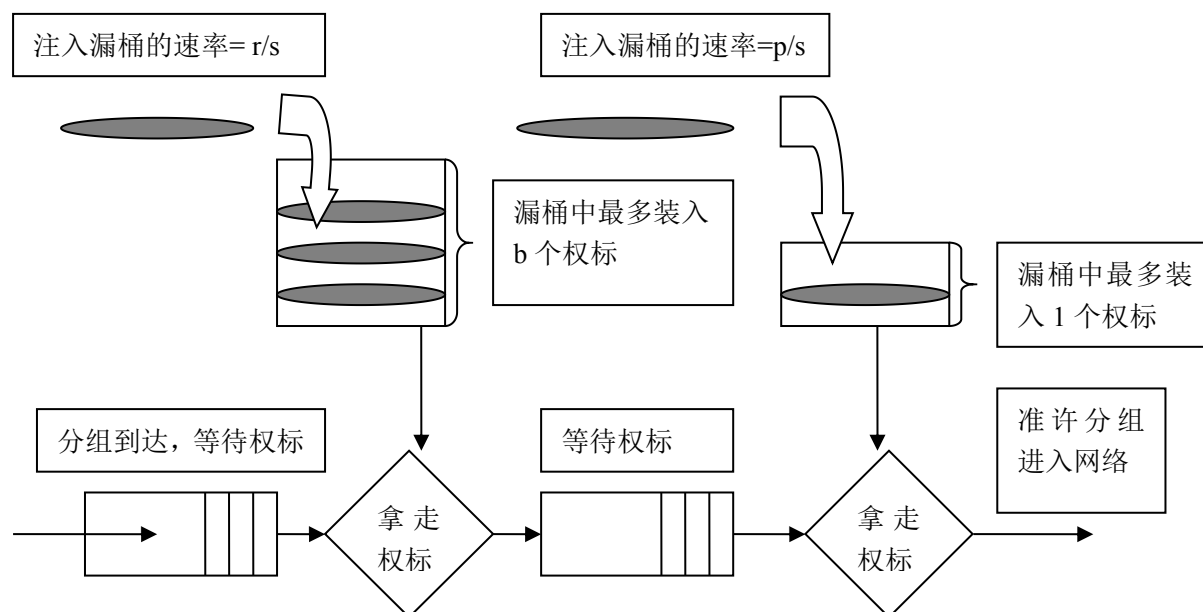 注入漏桶的速率= r/s
注入漏桶的速率=p/s
漏桶中最多装入
b 个权标
漏桶中最多装
入 1 个权标
分组到达，等待权标
等待权标
准许分组
进入网络
拿走
权标
拿走
权标